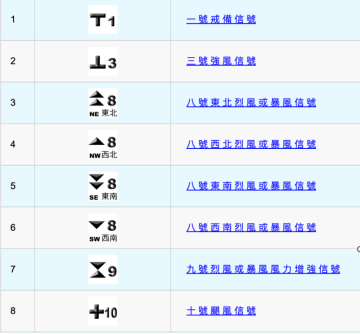 1 T1 一號戒備信號
2 ⊥3 三號強風信號
3 8 八號東北烈風或暴風信號
NE 東北
4 8 八號西北烈風或暴風信號
NW 西北
5 8 八號東南烈風或暴風信號
SE 東南
6 8 八號西南烈風或暴風信號
SW 西南
7 9 九號烈風或暴風風力增強信號
8 +10 十號颶風信號